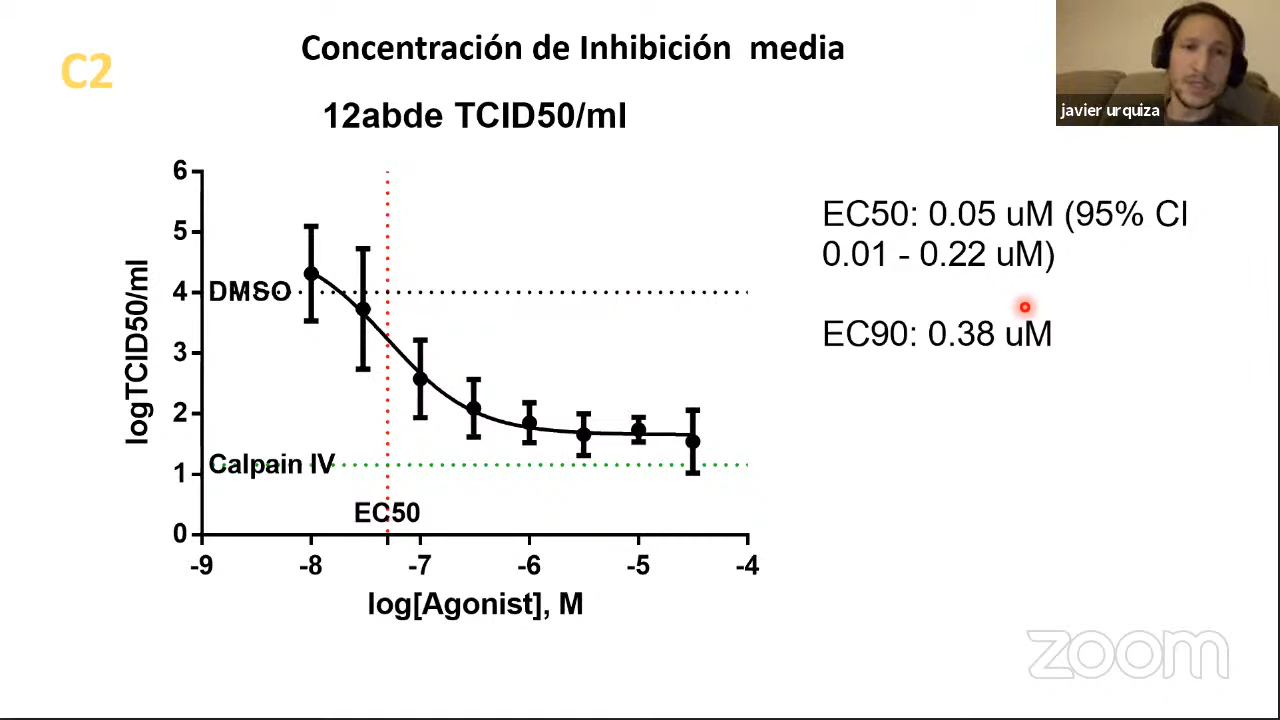 C2
Concentración de Inhibición media
javier urquiza
12abde TCID50/ml
EC50: 0.05 uM (95% CI
0.01 - 0.22 uM)
EC90: 0.38 uM
logTCID50/ml
6
5
4
3
2
1
0
DMSO
Calpain IV
EC50
-9 -8 -7 -6 -5 -4
log[Agonist], M
zoom